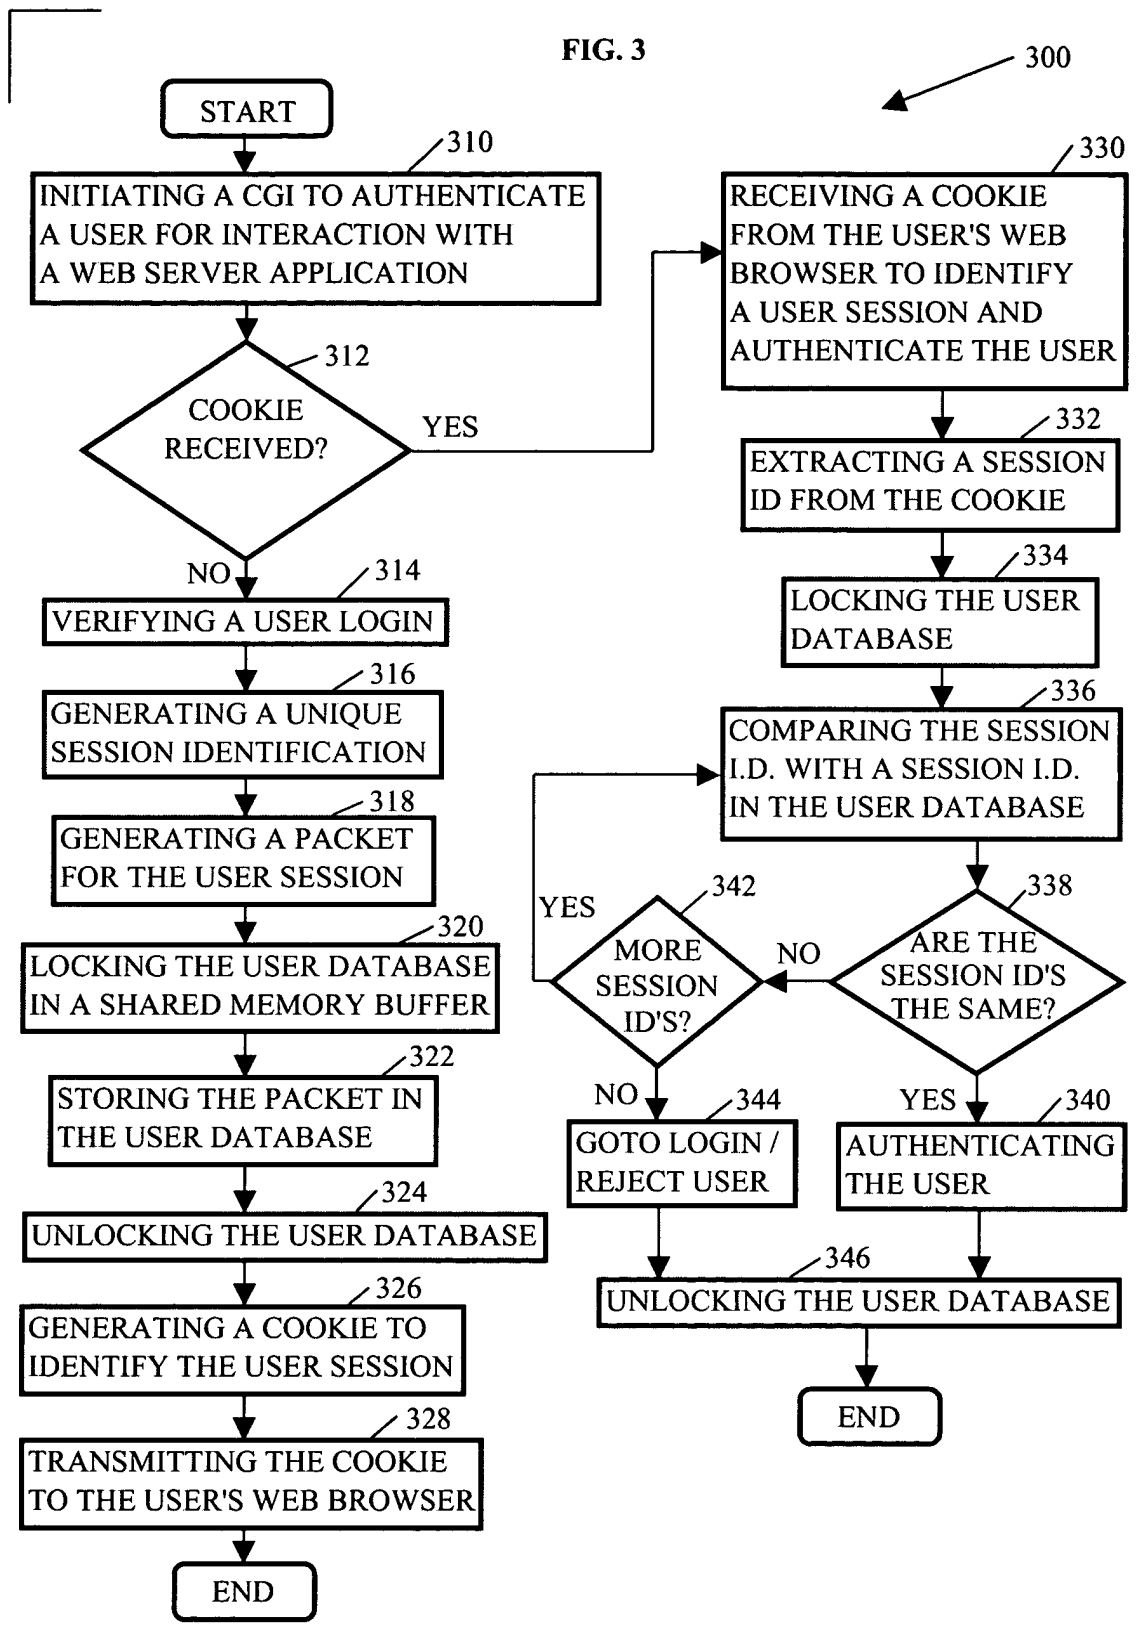 FIG. 3
300
START
310
INITIATING A CGI TO AUTHENTICATE
A USER FOR INTERACTION WITH
A WEB SERVER APPLICATION
312
COOKIE
RECEIVED?
YES
NO
314
VERIFYING A USER LOGIN
316
GENERATING A UNIQUE
SESSION IDENTIFICATION
318
GENERATING A PACKET
FOR THE USER SESSION
320
LOCKING THE USER DATABASE
IN A SHARED MEMORY BUFFER
322
STORING THE PACKET IN
THE USER DATABASE
324
UNLOCKING THE USER DATABASE
326
GENERATING A COOKIE TO
IDENTIFY THE USER SESSION
328
TRANSMITTING THE COOKIE
TO THE USER'S WEB BROWSER
END
330
RECEIVING A COOKIE
FROM THE USER'S WEB
BROWSER TO IDENTIFY
A USER SESSION AND
AUTHENTICATE THE USER
332
EXTRACTING A SESSION
ID FROM THE COOKIE
334
LOCKING THE USER
DATABASE
336
COMPARING THE SESSION
I.D. WITH A SESSION I.D.
IN THE USER DATABASE
338
ARE THE
SESSION ID'S
THE SAME?
NO
342
MORE
SESSION
ID'S?
YES
NO
344
GOTO LOGIN /
REJECT USER
YES
340
AUTHENTICATING
THE USER
346
UNLOCKING THE USER DATABASE
END